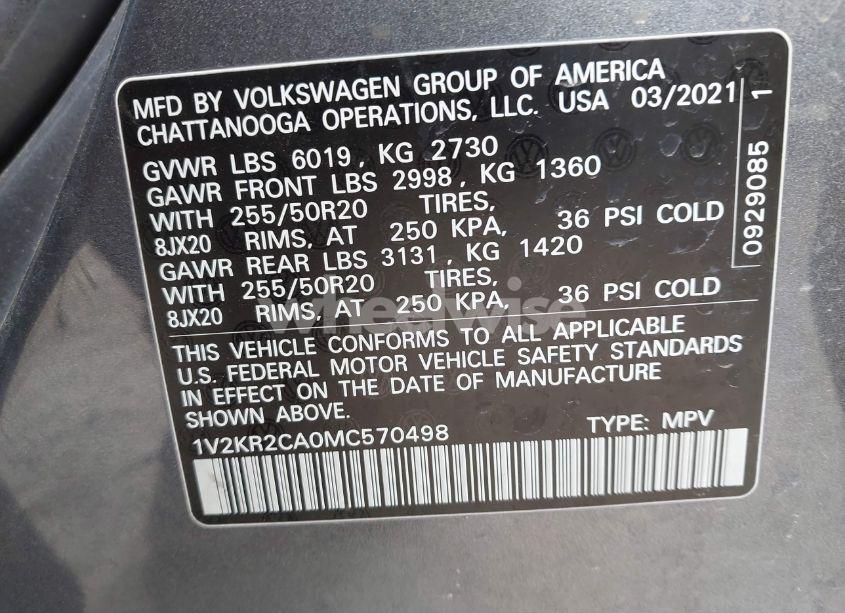 MFD BY VOLKSWAGEN GROUP OF AMERICA
CHATTANOOGA OPERATIONS, LLC. USA 03/2021
GVWR LBS 6019, KG 2730
GAWR FRONT LBS 2998, KG 1360
WITH 255/50R20 TIRES,
8JX20 RIMS, AT 250 KPA, 36 PSI COLD
GAWR REAR LBS 3131, KG 1420
WITH 255/50R20 TIRES,
8JX20 RIMS, AT 250 KPA, 36 PSI COLD
THIS VEHICLE CONFORMS TO ALL APPLICABLE
U.S. FEDERAL MOTOR VEHICLE SAFETY STANDARDS
IN EFFECT ON THE DATE OF MANUFACTURE
SHOWN ABOVE.
1V2KR2CA0MC570498 TYPE: MPV
0929085 1
wheelwise